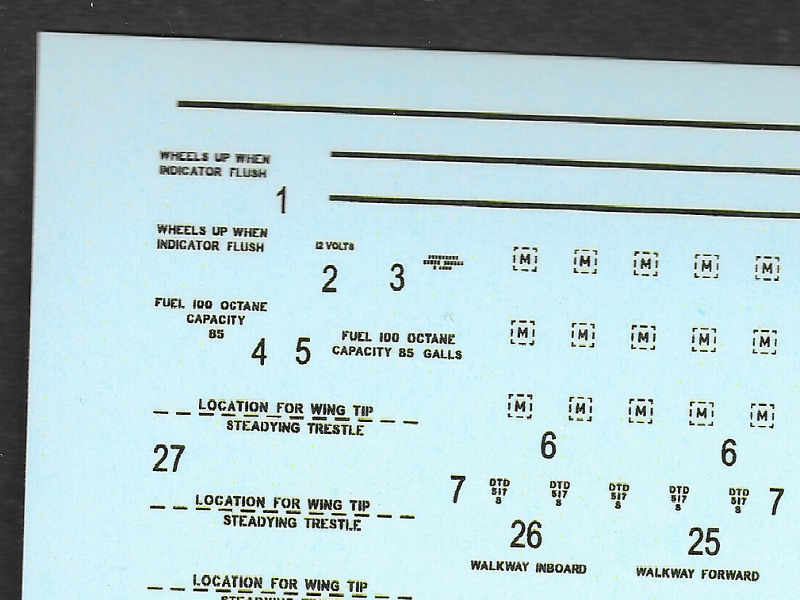 WHEELS UP WHEN
INDICATOR FLUSH
1
WHEELS UP WHEN
INDICATOR FLUSH
12 VOLTS
2
3
M M M M M
FUEL 100 OCTANE
CAPACITY
85
4
5
FUEL 100 OCTANE
CAPACITY 85 GALLS
M M M M M
LOCATION FOR WING TIP
STEADYING TRESTLE
M M M M M
6
6
27
7
DTD DTD DTD DTD DTD
517 517 517 517 517
S S S S S
7
LOCATION FOR WING TIP
STEADYING TRESTLE
26
25
WALKWAY INBOARD
WALKWAY FORWARD
LOCATION FOR WING TIP